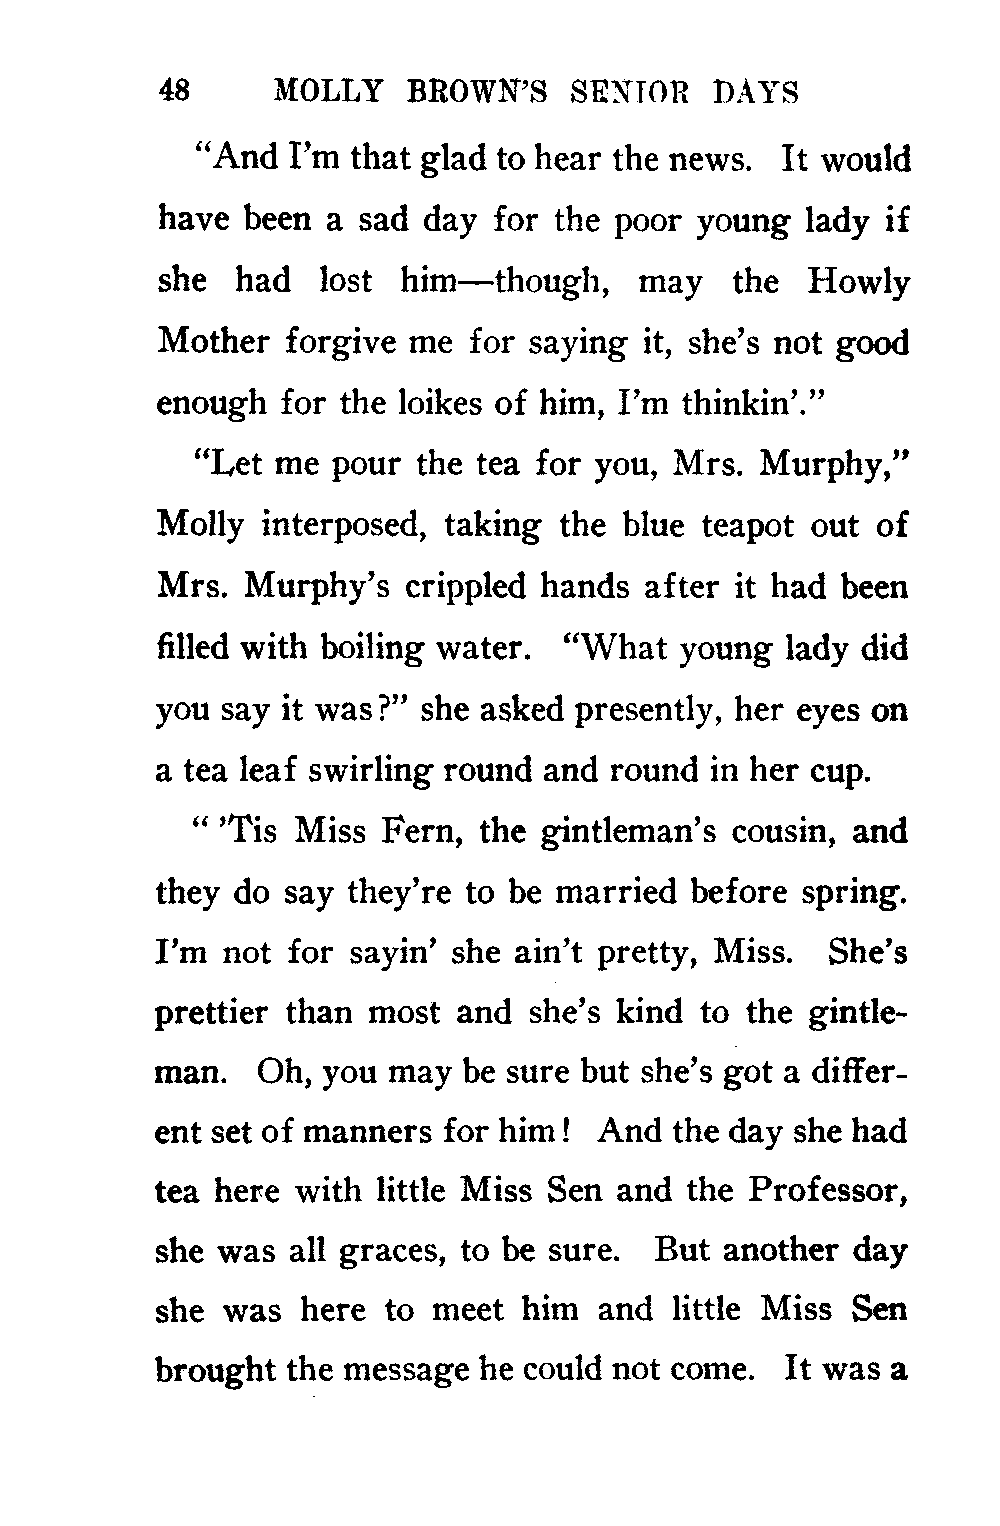 48 MOLLY BROWN'S SENIOR DAYS
"And I'm that glad to hear the news. It would
have been a sad day for the poor young lady if
she had lost him—though, may the Howly
Mother forgive me for saying it, she's not good
enough for the loikes of him, I'm thinkin'."
"Let me pour the tea for you, Mrs. Murphy,"
Molly interposed, taking the blue teapot out of
Mrs. Murphy's crippled hands after it had been
filled with boiling water. "What young lady did
you say it was?" she asked presently, her eyes on
a tea leaf swirling round and round in her cup.
" 'Tis Miss Fern, the gintleman's cousin, and
they do say they're to be married before spring.
I'm not for sayin' she ain't pretty, Miss. She's
prettier than most and she's kind to the gintle-
man. Oh, you may be sure but she's got a differ-
ent set of manners for him! And the day she had
tea here with little Miss Sen and the Professor,
she was all graces, to be sure. But another day
she was here to meet him and little Miss Sen
brought the message he could not come. It was a